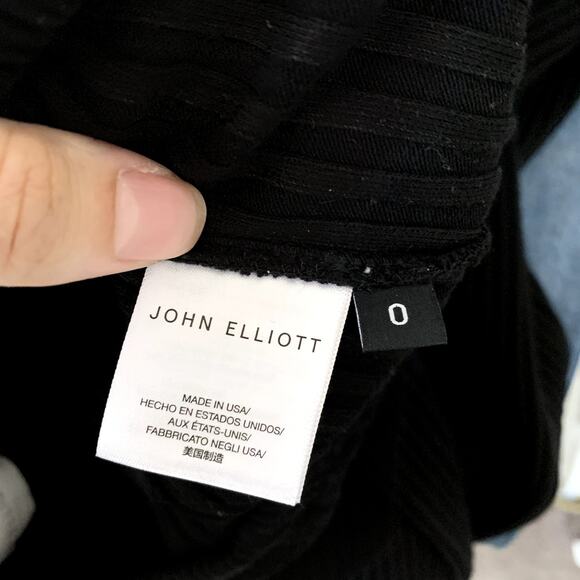 JOHN ELLIOTT
0
MADE IN USA/
HECHO EN ESTADOS UNIDOS/
AUX ÉTATS-UNIS/
FABBRICATO NEGLI USA/
美国制造